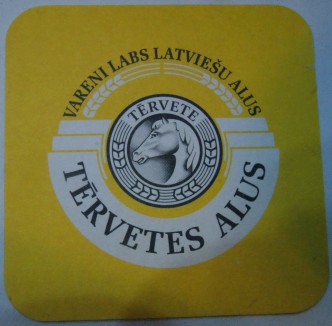 VARENI LABS LATVIEŠU ALUS
TĒRVETE
TĒRVETES ALUS